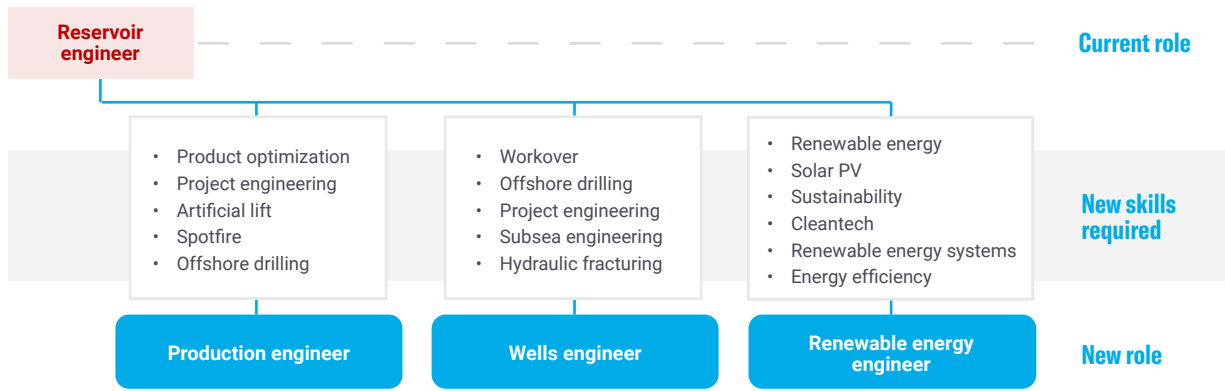 Reservoir
engineer
Current role
• Product optimization
• Project engineering
• Artificial lift
• Spotfire
• Offshore drilling
• Workover
• Offshore drilling
• Project engineering
• Subsea engineering
• Hydraulic fracturing
• Renewable energy
• Solar PV
• Sustainability
• Cleantech
• Renewable energy systems
• Energy efficiency
New skills
required
Production engineer
Wells engineer
Renewable energy
engineer
New role